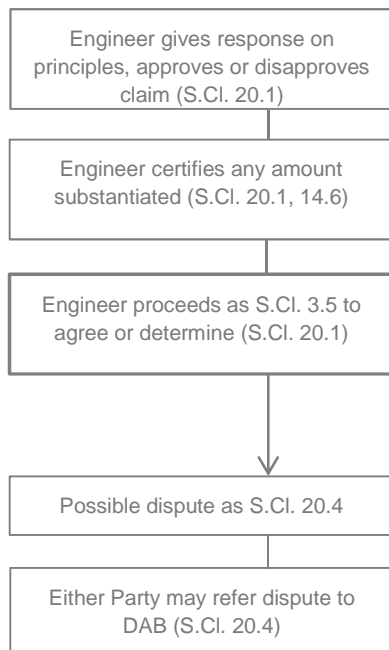 Engineer gives response on
principles, approves or disapproves
claim (S.Cl. 20.1)
Engineer certifies any amount
substantiated (S.Cl. 20.1, 14.6)
Engineer proceeds as S.Cl. 3.5 to
agree or determine (S.Cl. 20.1)
Possible dispute as S.Cl. 20.4
Either Party may refer dispute to
DAB (S.Cl. 20.4)